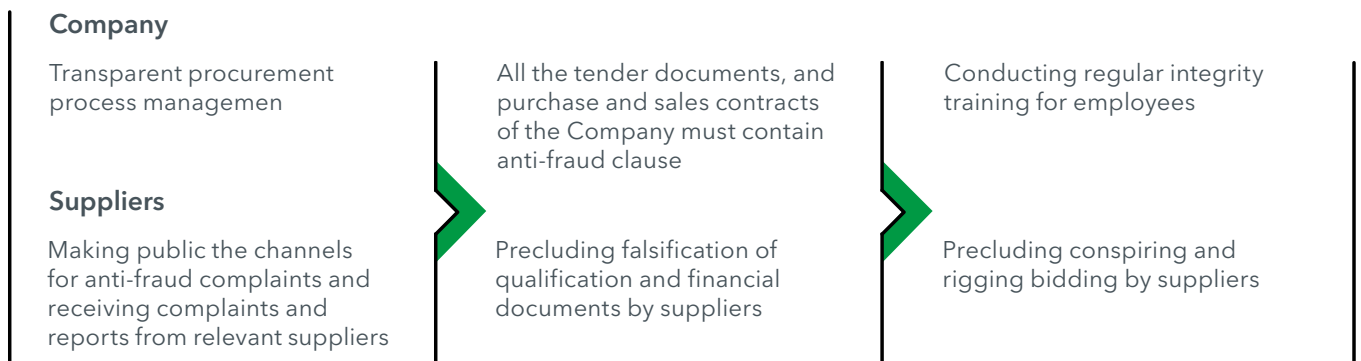 Company
Transparent procurement
process managemen
All the tender documents, and
purchase and sales contracts
of the Company must contain
anti-fraud clause
Conducting regular integrity
training for employees
Suppliers
Making public the channels
for anti-fraud complaints and
receiving complaints and
reports from relevant suppliers
Precluding falsification of
qualification and financial
documents by suppliers
Precluding conspiring and
rigging bidding by suppliers